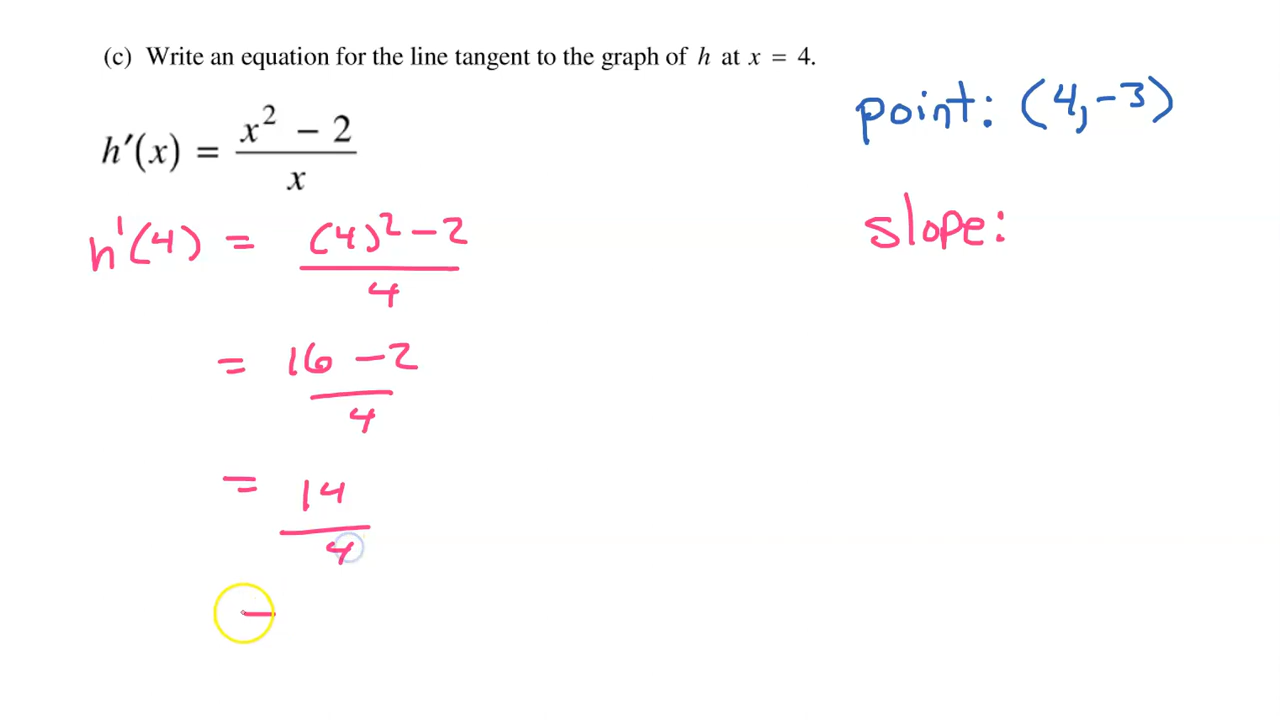 (c) Write an equation for the line tangent to the graph of h at x = 4.
point: (4, -3)
h′(x) = x² − 2 / x
slope:
h'(4) = (4)² - 2 / 4
= 16 - 2 / 4
= 14 / 4